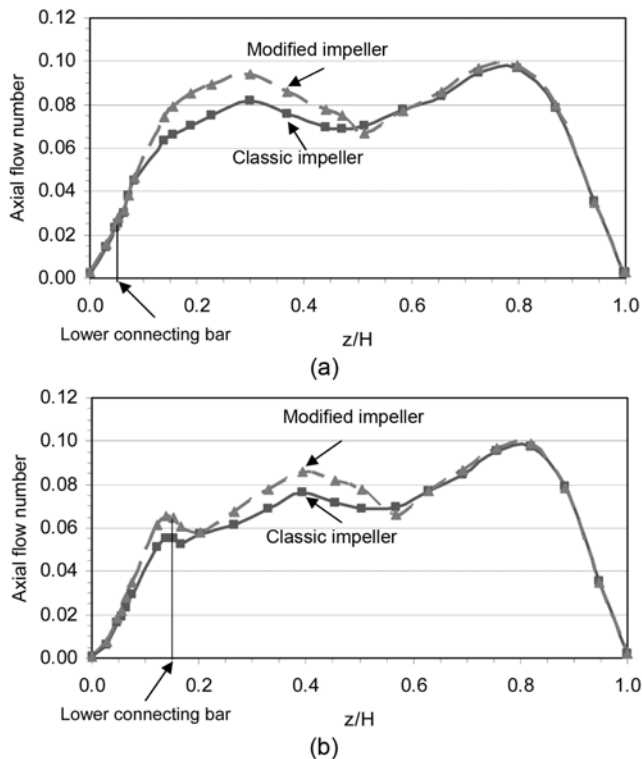 0.12
0.10
0.08
0.06
0.04
0.02
0.00
Axial flow number
Modified impeller
Classic impeller
0.0 0.2 0.4 0.6 0.8 1.0
Lower connecting bar
z/H
(a)
0.12
0.10
0.08
0.06
0.04
0.02
0.00
Axial flow number
Modified impeller
Classic impeller
0.0 0.2 0.4 0.6 0.8 1.0
Lower connecting bar
z/H
(b)